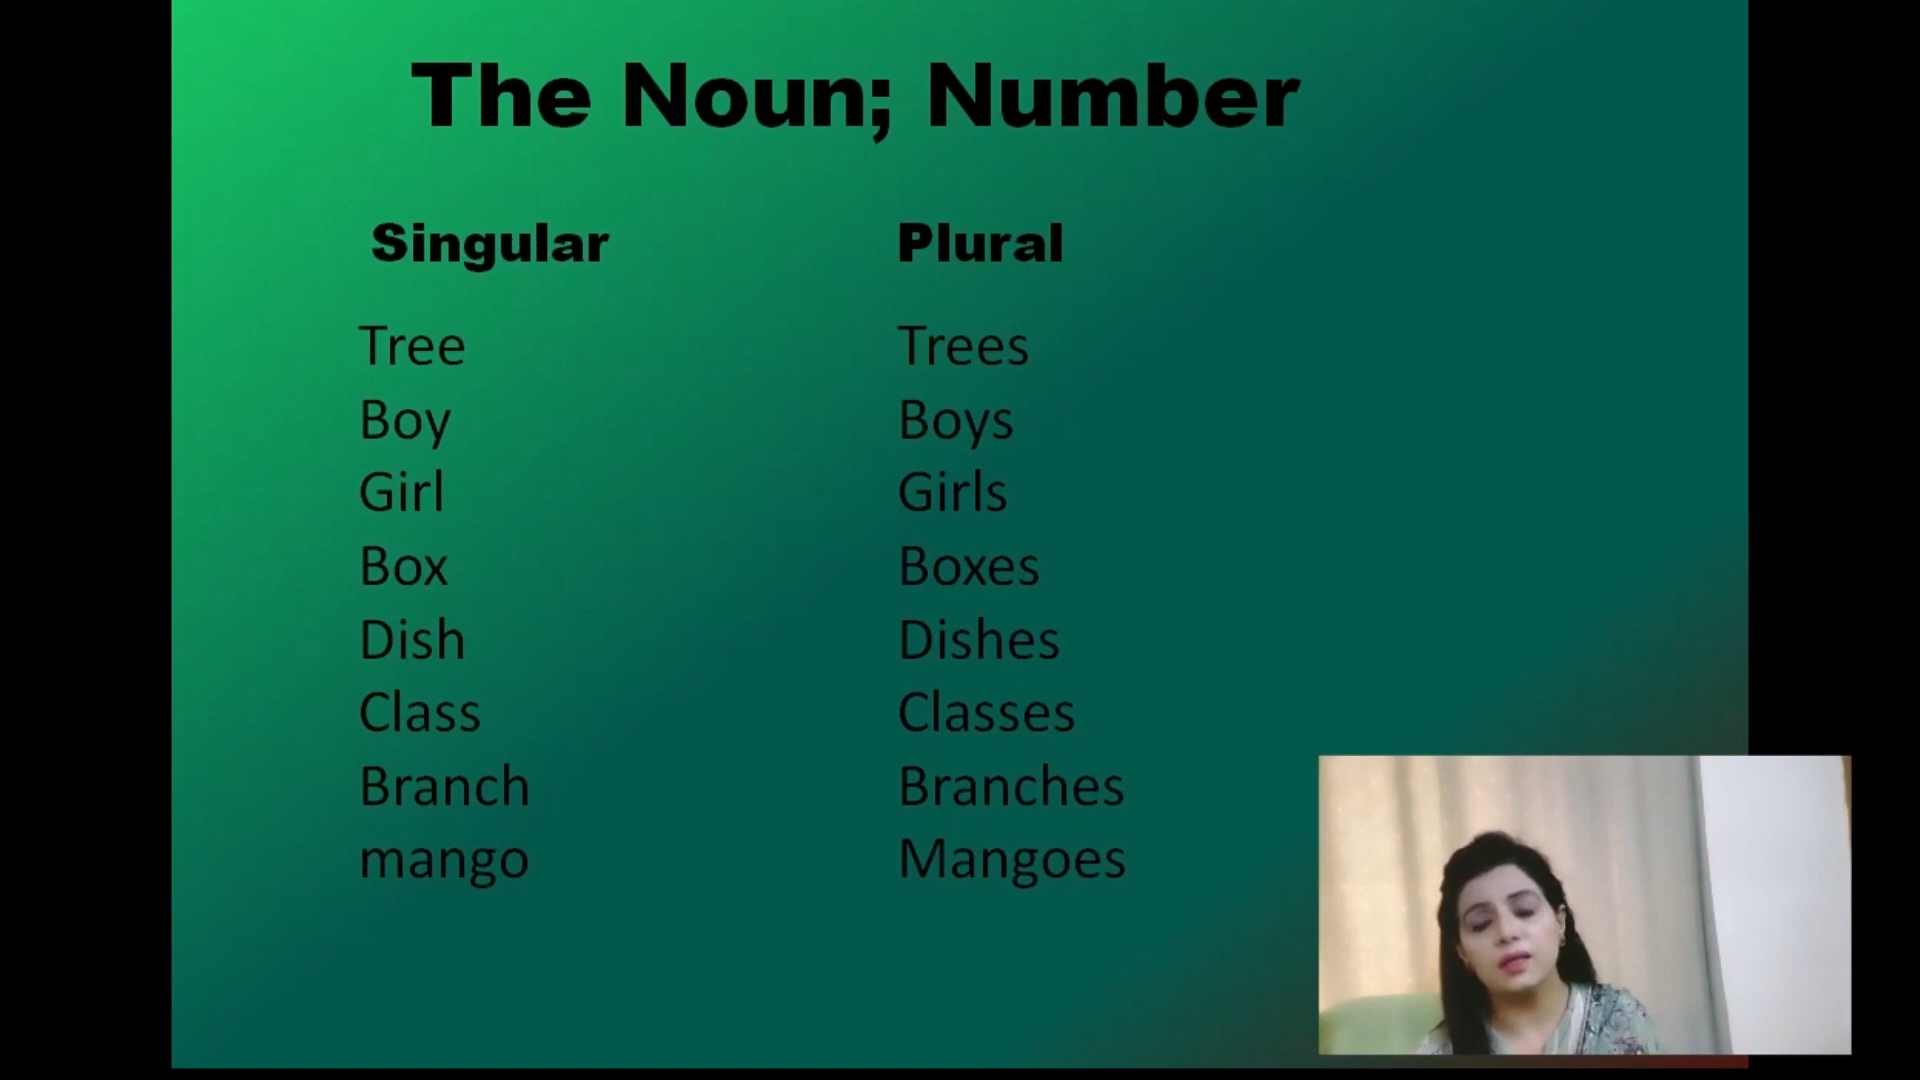 The Noun; Number
Singular Plural
Tree Trees
Boy Boys
Girl Girls
Box Boxes
Dish Dishes
Class Classes
Branch Branches
mango Mangoes